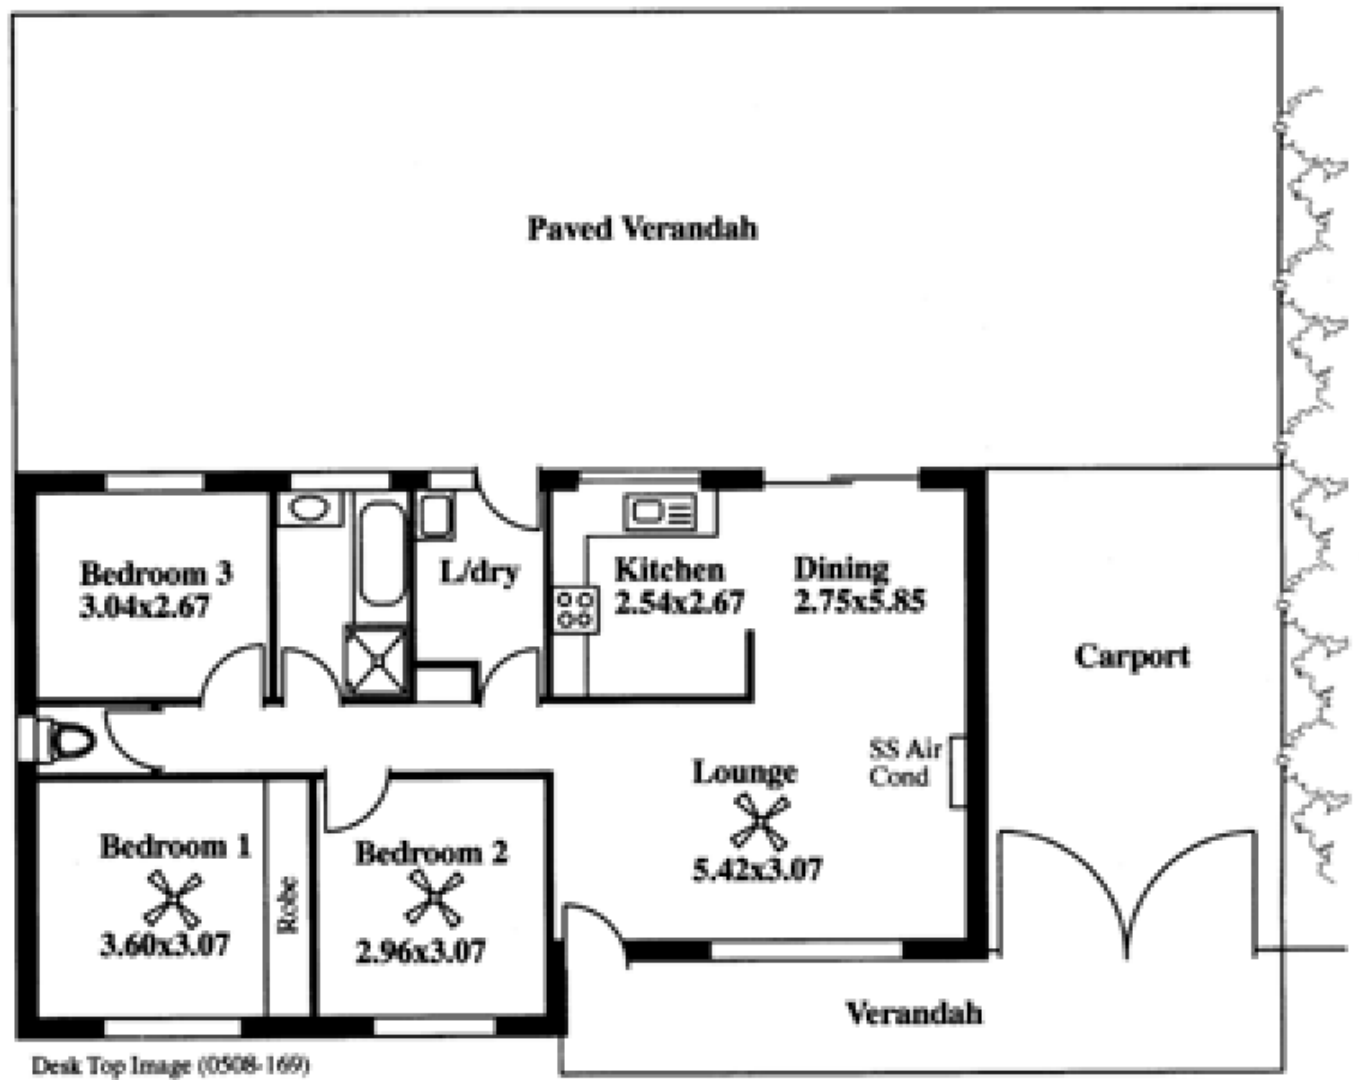 Paved Verandah
Bedroom 3
3.04x2.67
L/dry
Kitchen
2.54x2.67
Dining
2.75x5.85
Carport
SS Air
Cond
Lounge
5.42x3.07
Bedroom 1
3.60x3.07
Robe
Bedroom 2
2.96x3.07
Verandah
Desk Top Image (0508-169)